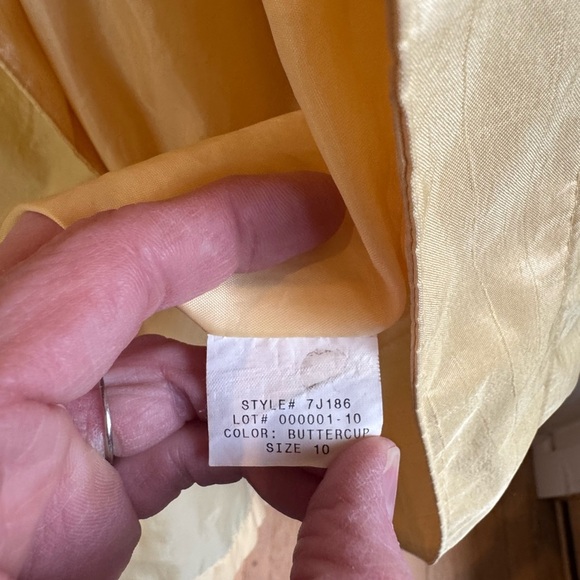 STYLE# 7J186
LOT# 000001-10
COLOR: BUTTERCUP
SIZE 10